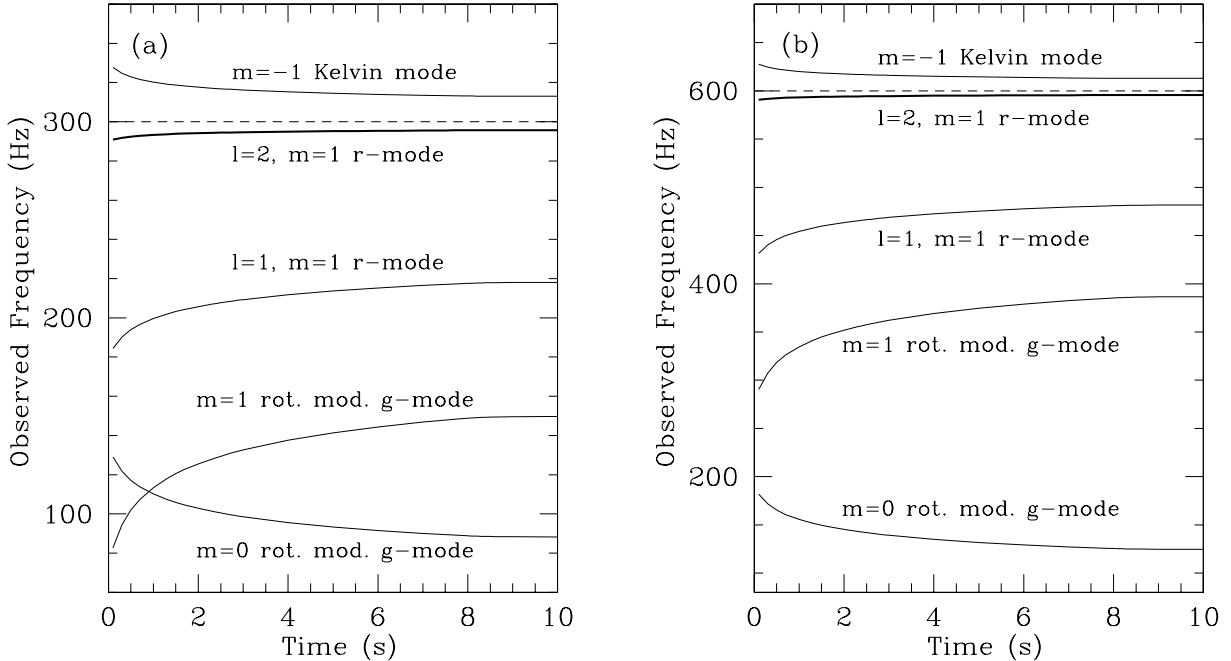 (a)
m=-1 Kelvin mode
l=2, m=1 r-mode
l=1, m=1 r-mode
m=1 rot. mod. g-mode
m=0 rot. mod. g-mode
300
200
100
Observed Frequency (Hz)
0 2 4 6 8 10
Time (s)
(b)
m=-1 Kelvin mode
l=2, m=1 r-mode
l=1, m=1 r-mode
m=1 rot. mod. g-mode
m=0 rot. mod. g-mode
600
400
200
Observed Frequency (Hz)
0 2 4 6 8 10
Time (s)